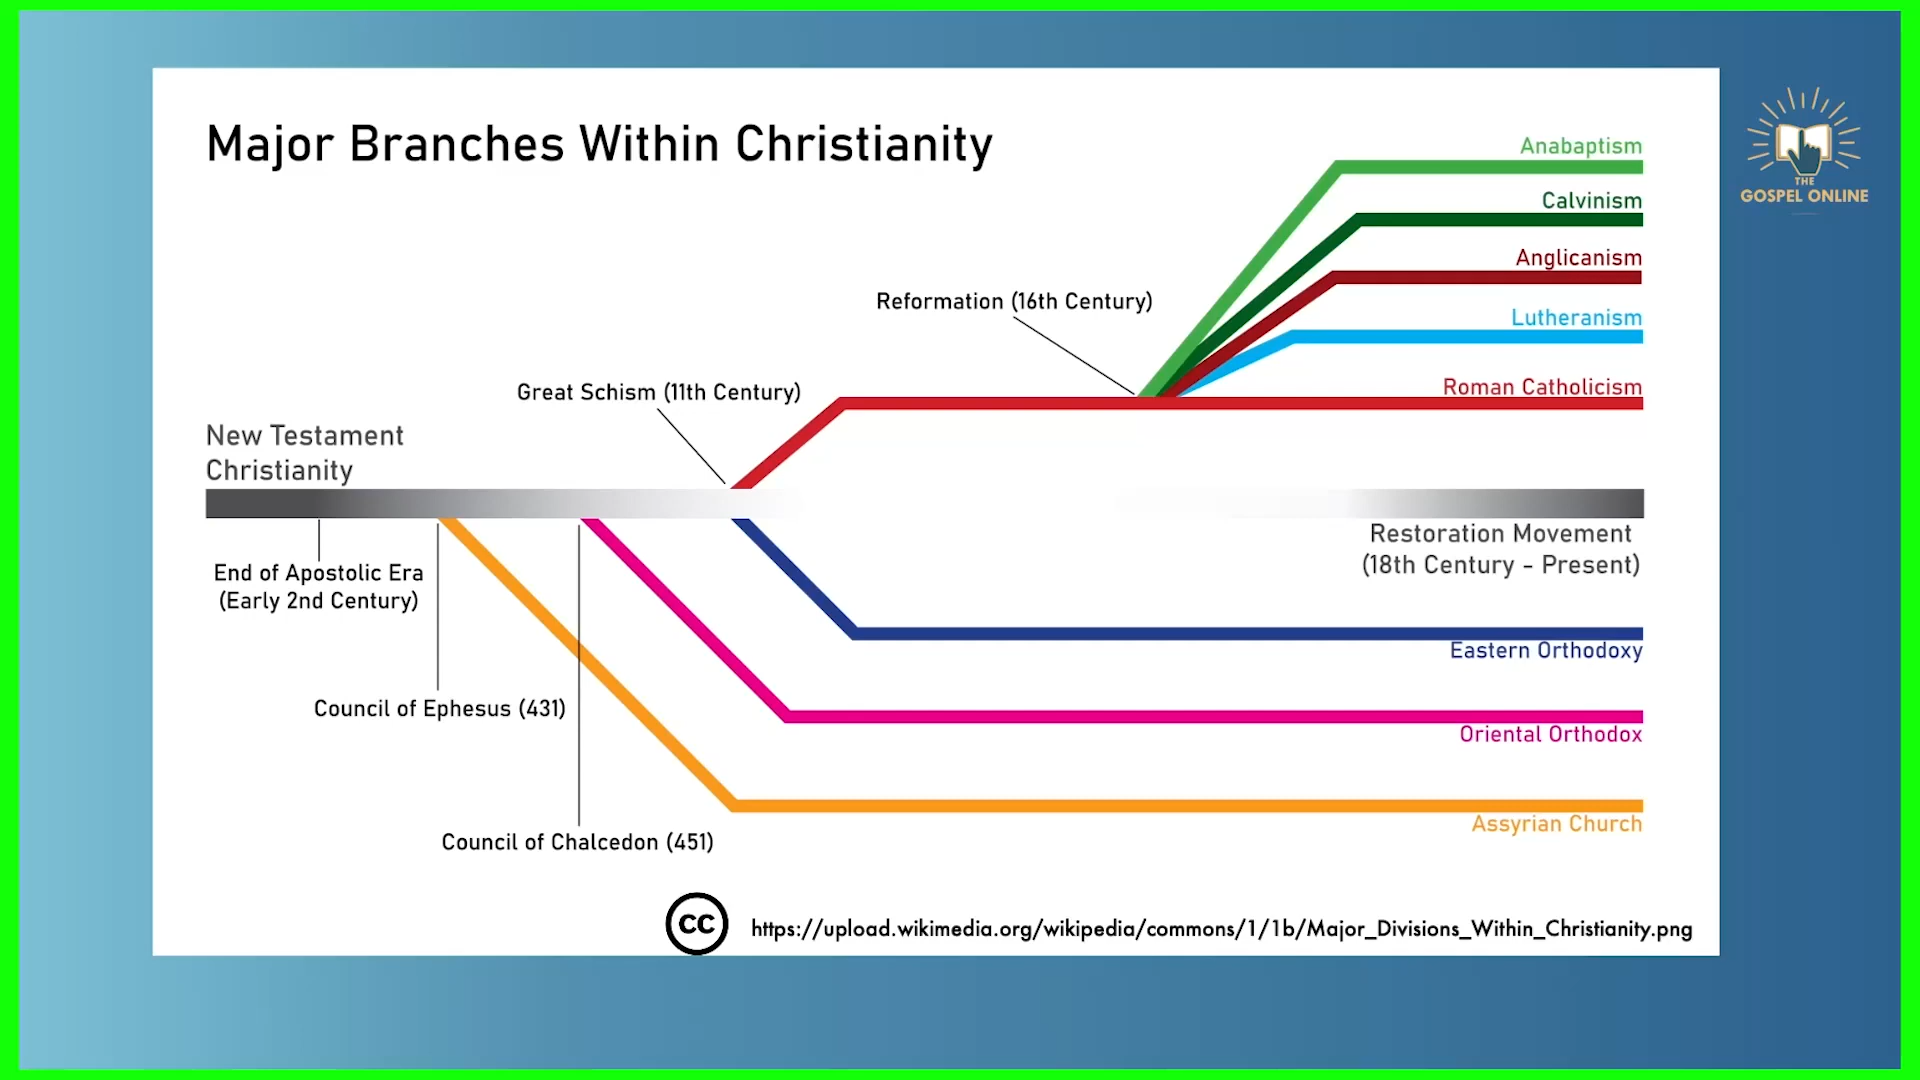 Major Branches Within Christianity
THE
GOSPEL ONLINE
Anabaptism
Calvinism
Anglicanism
Reformation (16th Century)
Lutheranism
Great Schism (11th Century)
Roman Catholicism
New Testament
Christianity
Restoration Movement
(18th Century - Present)
End of Apostolic Era
(Early 2nd Century)
Eastern Orthodoxy
Council of Ephesus (431)
Oriental Orthodox
Assyrian Church
Council of Chalcedon (451)
cc https://upload.wikimedia.org/wikipedia/commons/1/1b/Major_Divisions_Within_Christianity.png